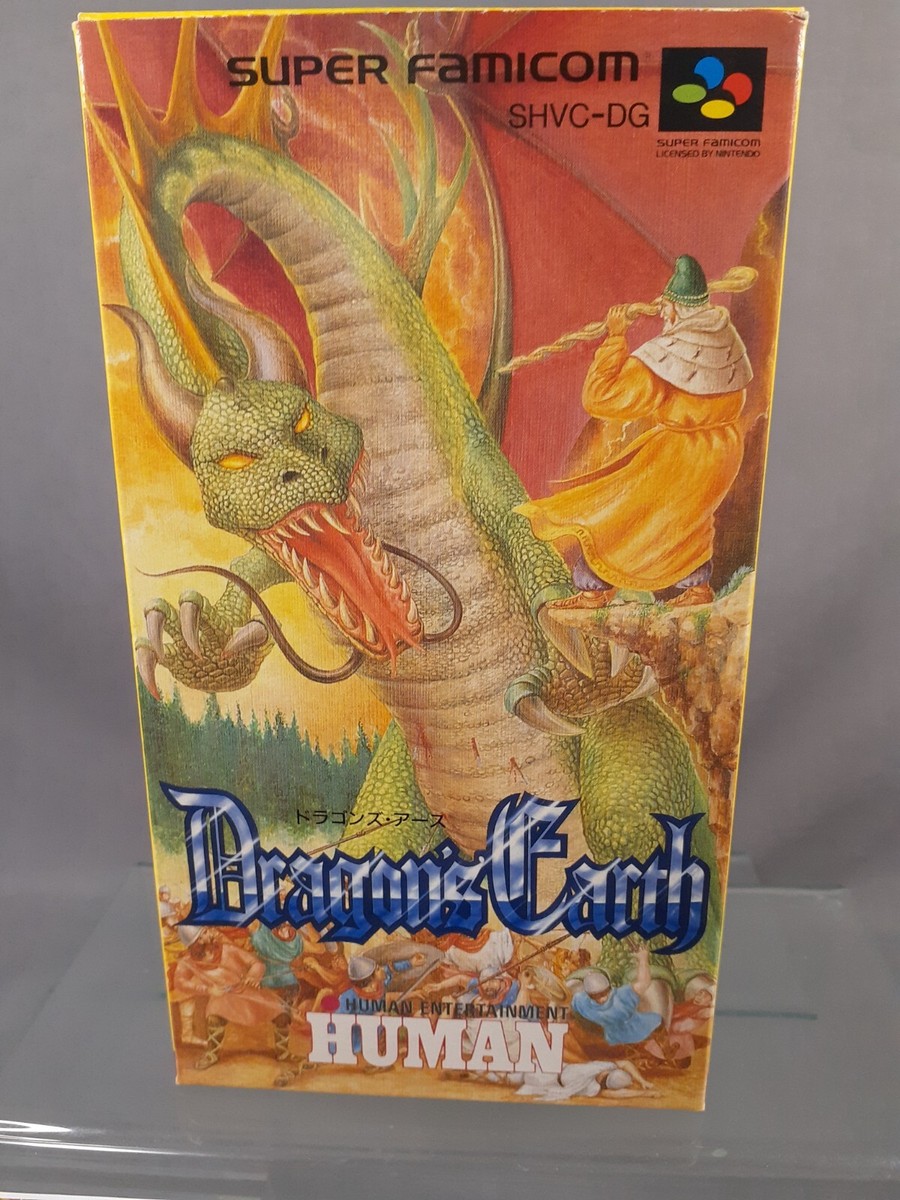 SUPER FAMICOM
SHVC-DG
SUPER FAMICOM
LICENSED BY NINTENDO
ドラゴンズ・アース
Dragon's Earth
HUMAN ENTERTAINMENT
HUMAN